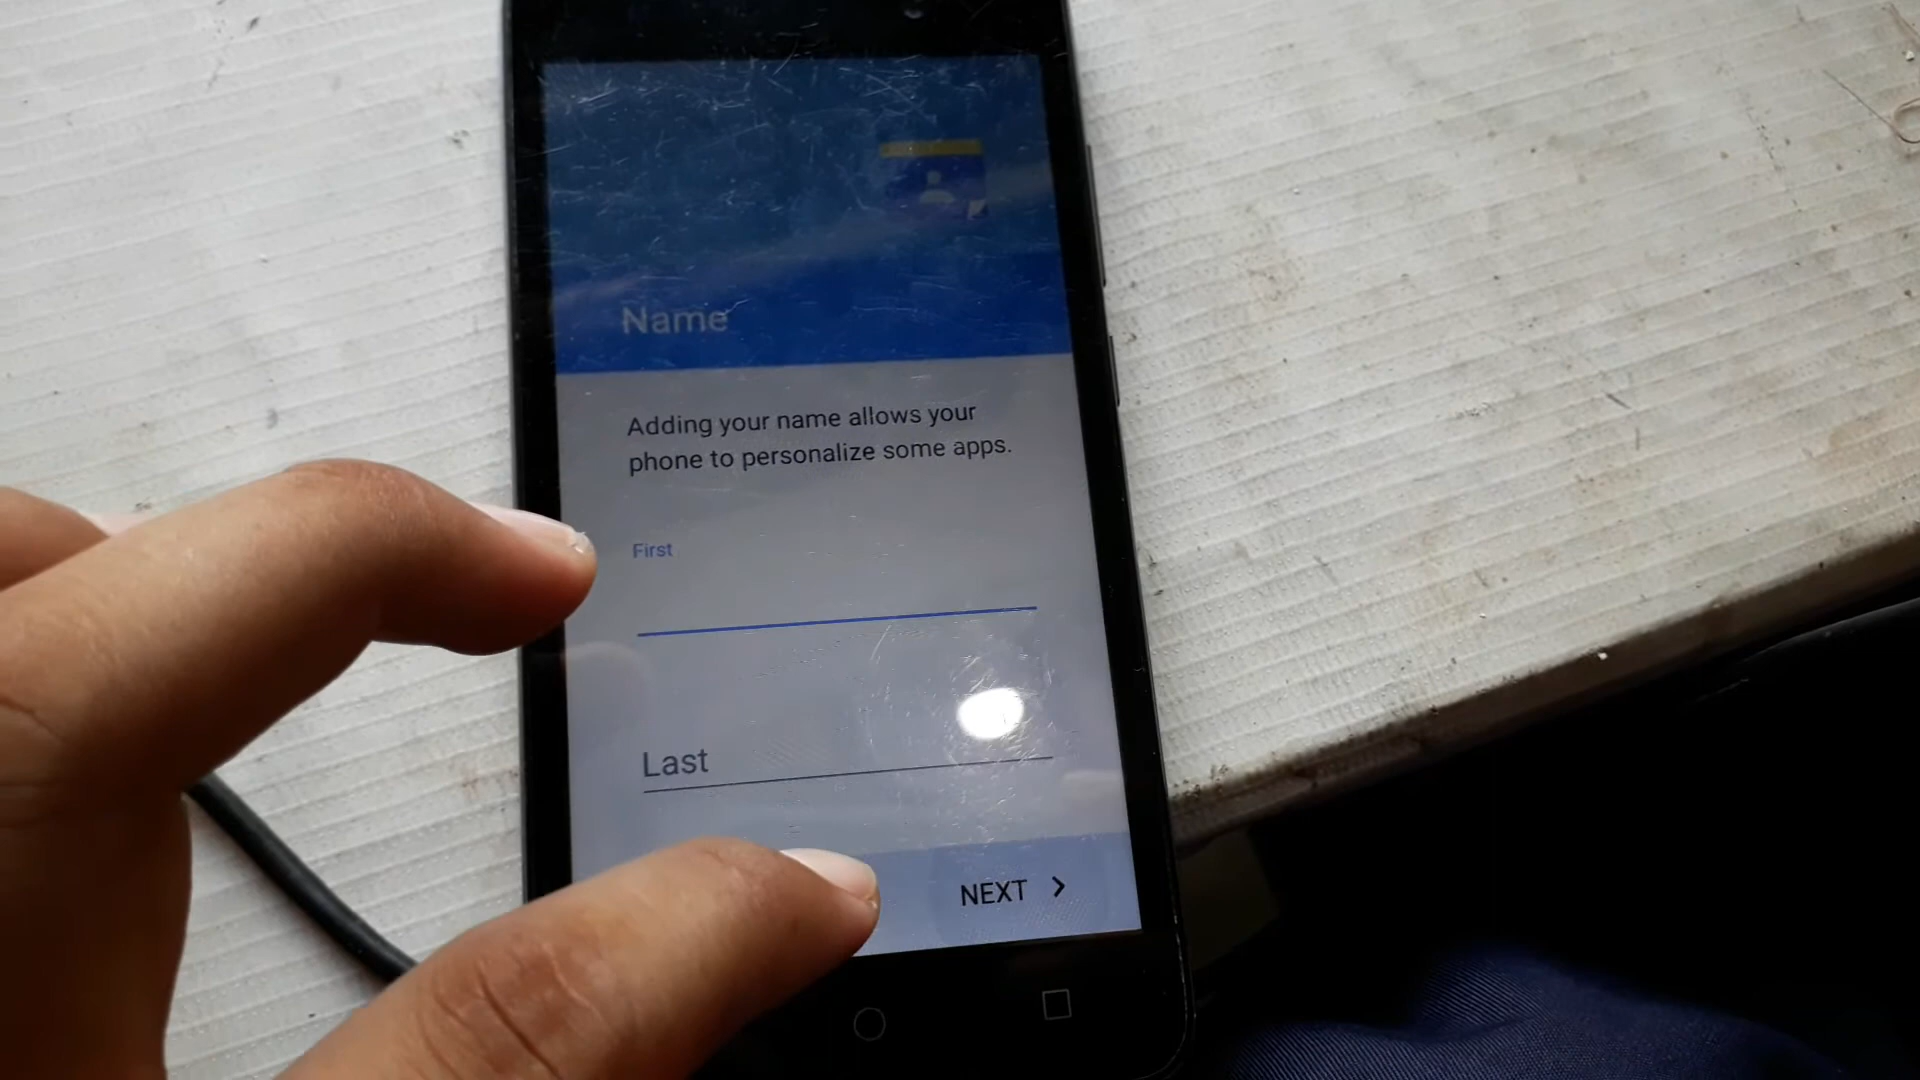 Name
Adding your name allows your
phone to personalize some apps.
First
Last
NEXT